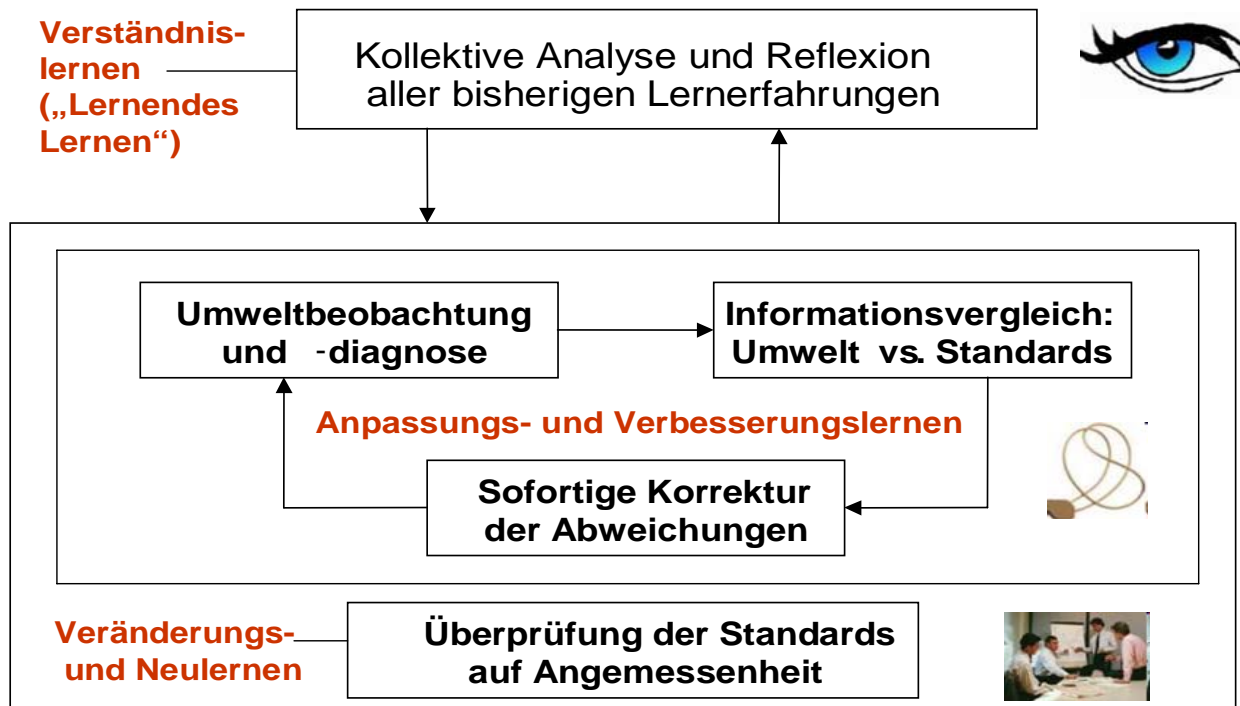 Verständnis-
lernen
(„Lernendes
Lernen“)
Kollektive Analyse und Reflexion
aller bisherigen Lernerfahrungen
Umweltbeobachtung
und -diagnose
Informationsvergleich:
Umwelt vs. Standards
Anpassungs- und Verbesserungslernen
Sofortige Korrektur
der Abweichungen
Veränderungs-
und Neulernen
Überprüfung der Standards
auf Angemessenheit